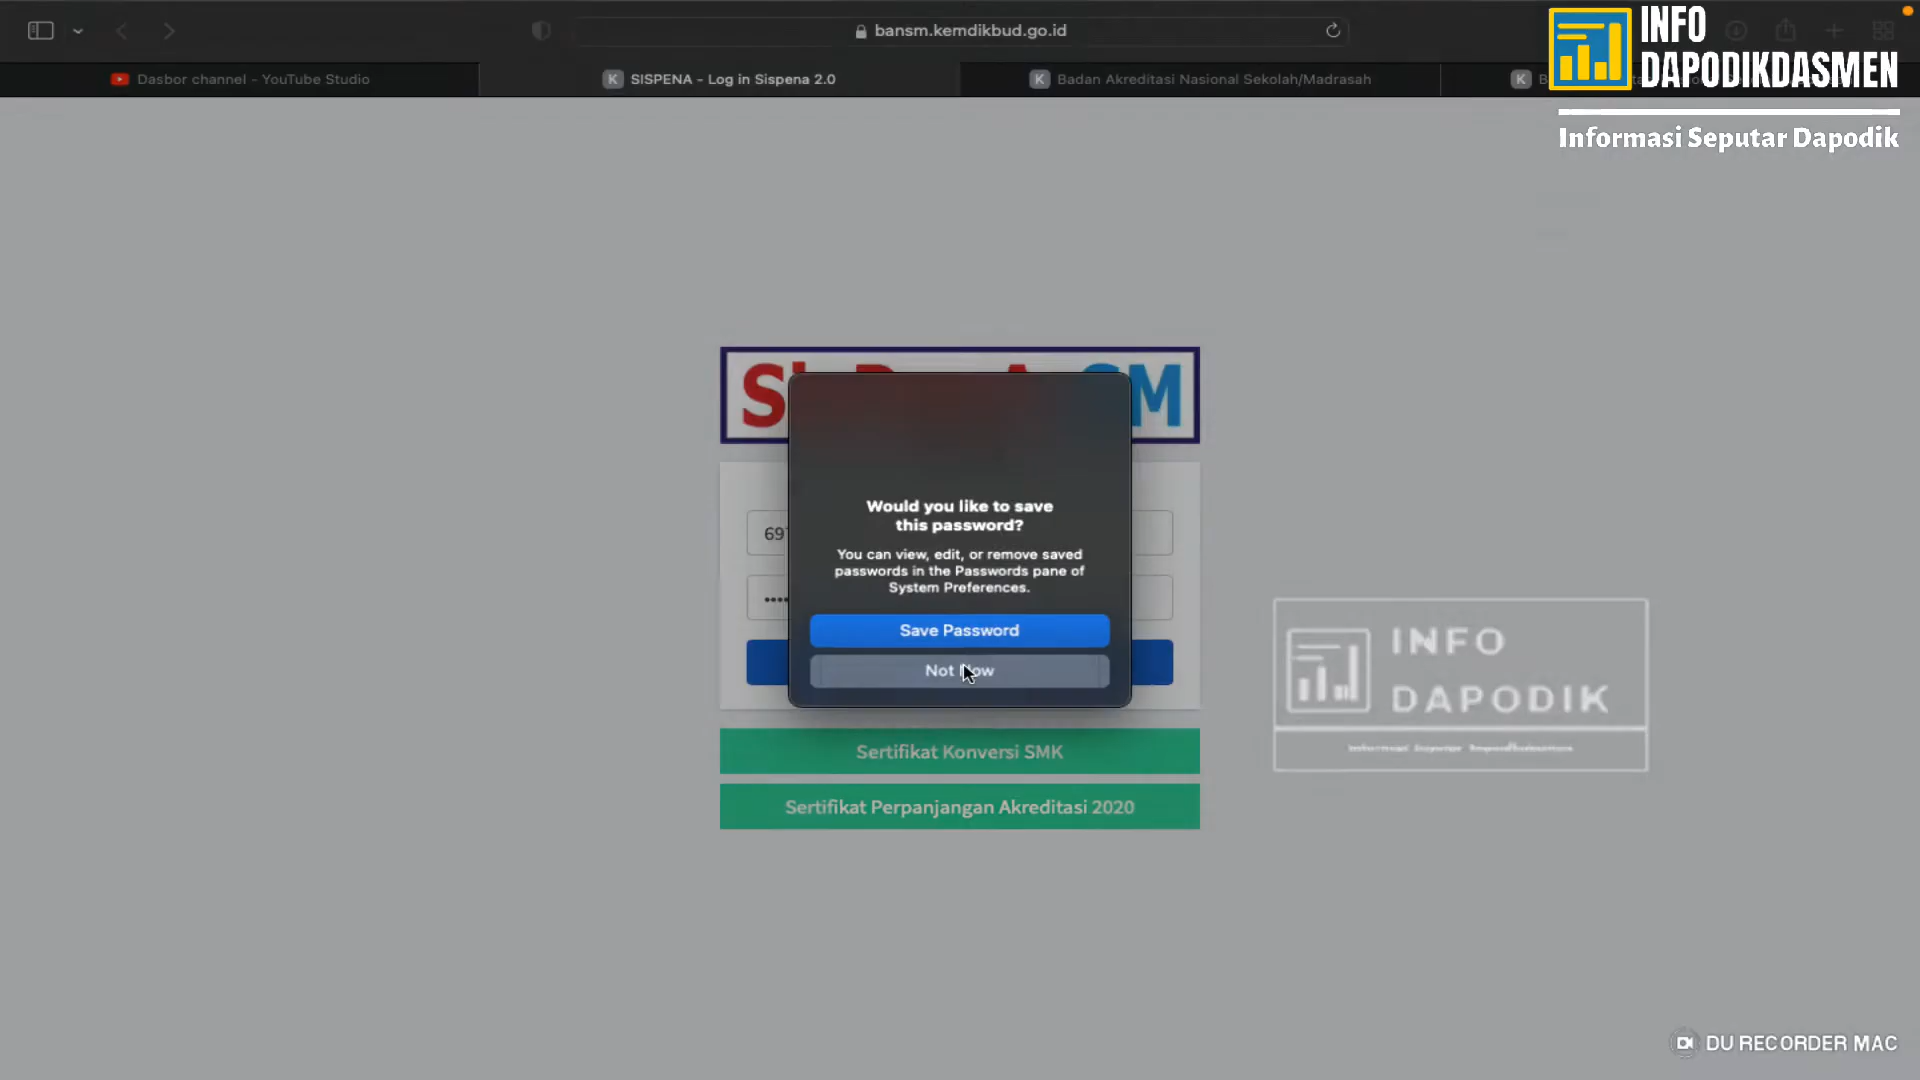 bansm.kemdikbud.go.id
Dasbor channel - YouTube Studio
SISPENA - Log in Sispena 2.0
Badan Akreditasi Nasional Sekolah/Madrasah
INFO
DAPODIKDASMEN
Informasi Seputar Dapodik
Would you like to save
this password?
You can view, edit, or remove saved
passwords in the Passwords pane of
System Preferences.
Save Password
Not Now
Sertifikat Konversi SMK
Sertifikat Perpanjangan Akreditasi 2020
INFO
DAPODIK
DU RECORDER MAC